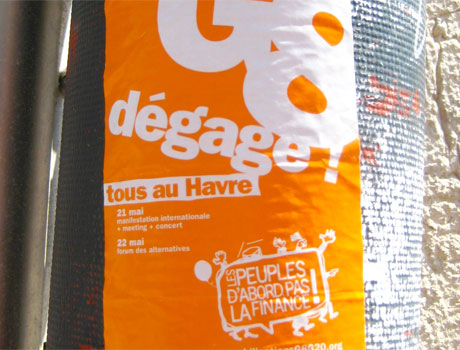 G8
dégage !
tous au Havre
21 mai
manifestation internationale
+ meeting + concert
22 mai
forum des alternatives
LES PEUPLES
D'ABORD PAS
LA FINANCE!